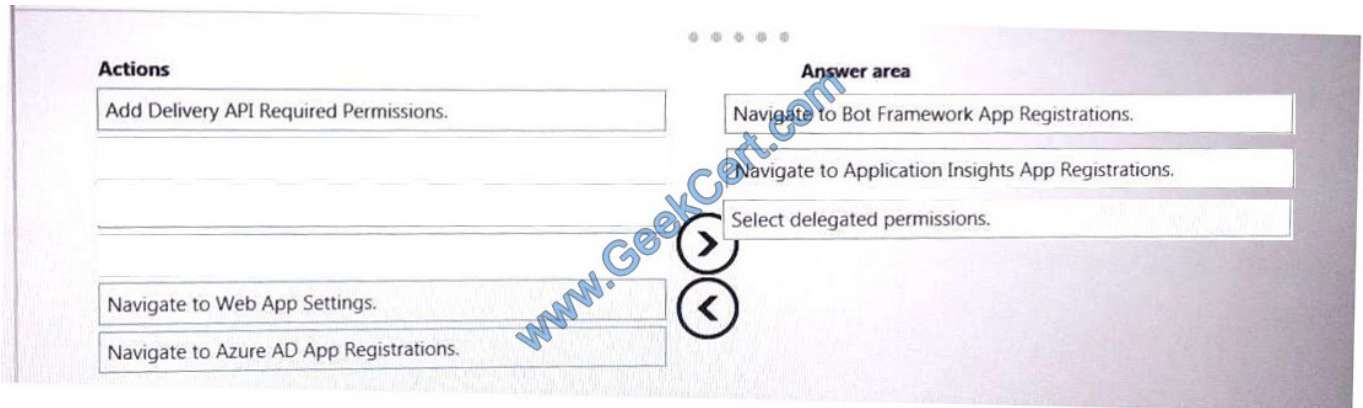 Actions
Add Delivery API Required Permissions.
Navigate to Web App Settings.
Navigate to Azure AD App Registrations.
Answer area
Navigate to Bot Framework App Registrations.
Navigate to Application Insights App Registrations.
Select delegated permissions.
www.GeekCert.com